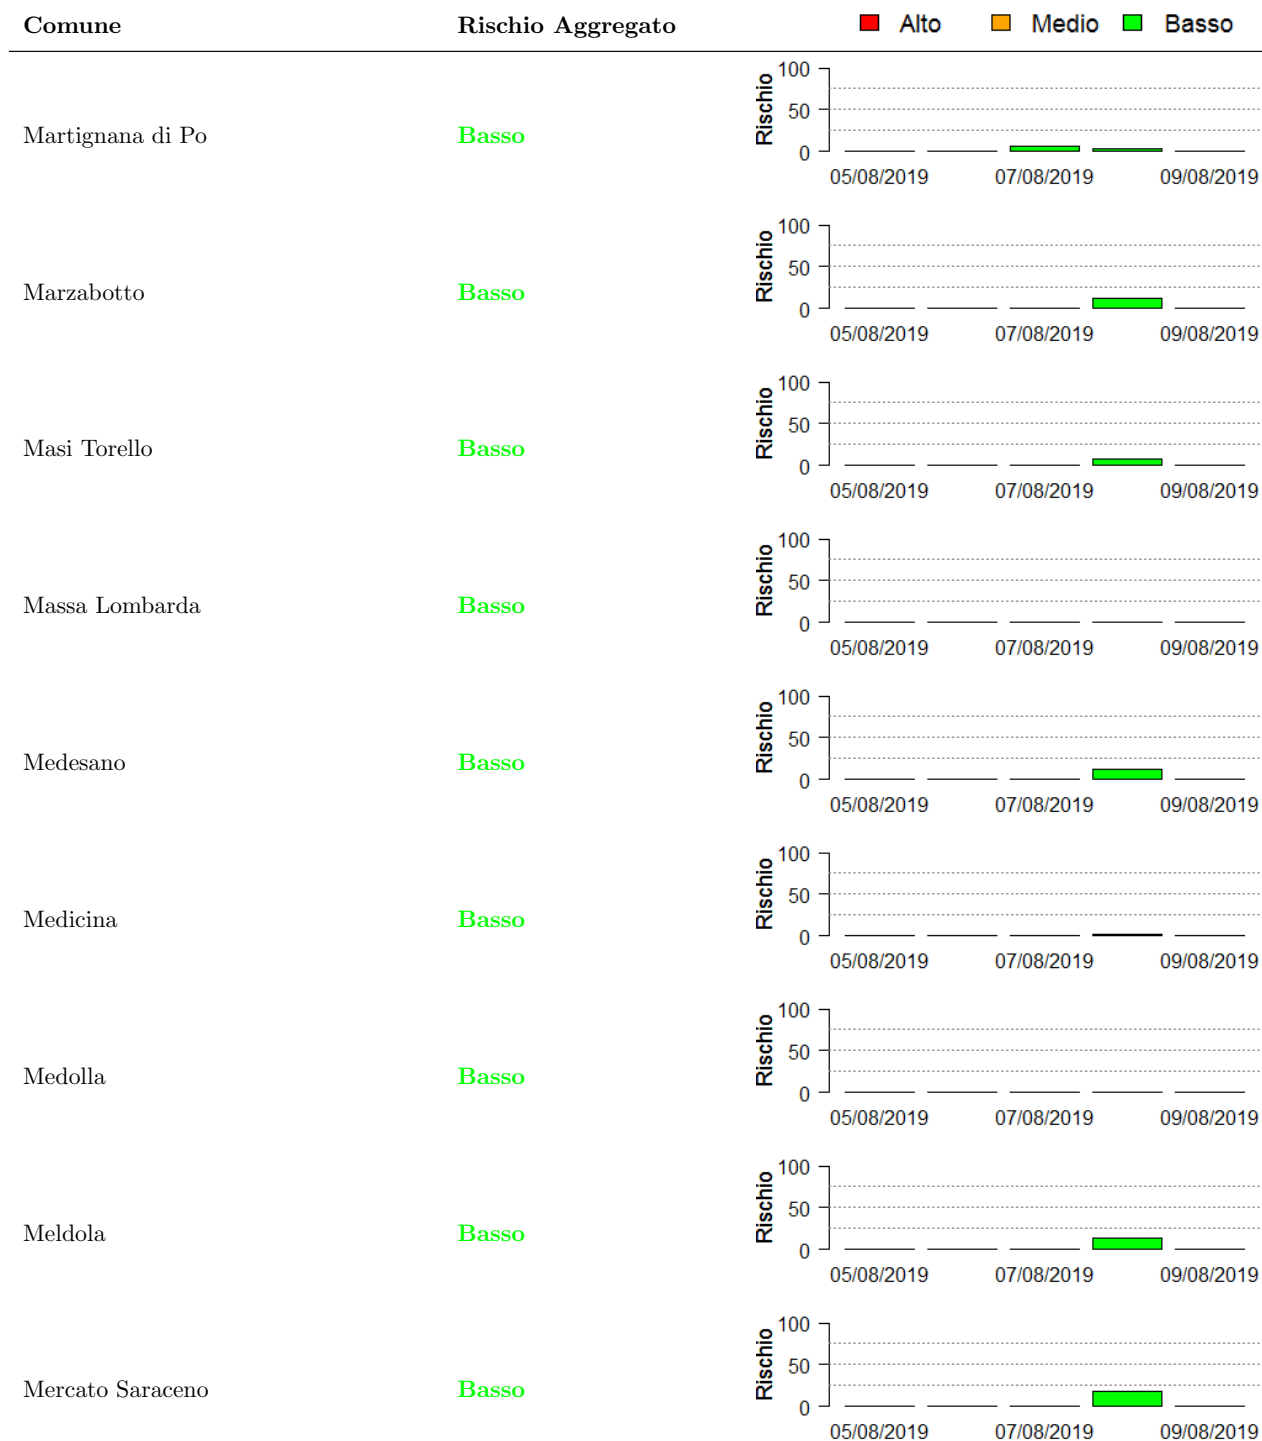 Comune Rischio Aggregato Alto Medio Basso
Martignana di Po Basso Rischio 100 50 0
05/08/2019 07/08/2019 09/08/2019
Marzabotto Basso Rischio 100 50 0
05/08/2019 07/08/2019 09/08/2019
Masi Torello Basso Rischio 100 50 0
05/08/2019 07/08/2019 09/08/2019
Massa Lombarda Basso Rischio 100 50 0
05/08/2019 07/08/2019 09/08/2019
Medesano Basso Rischio 100 50 0
05/08/2019 07/08/2019 09/08/2019
Medicina Basso Rischio 100 50 0
05/08/2019 07/08/2019 09/08/2019
Medolla Basso Rischio 100 50 0
05/08/2019 07/08/2019 09/08/2019
Meldola Basso Rischio 100 50 0
05/08/2019 07/08/2019 09/08/2019
Mercato Saraceno Basso Rischio 100 50 0
05/08/2019 07/08/2019 09/08/2019